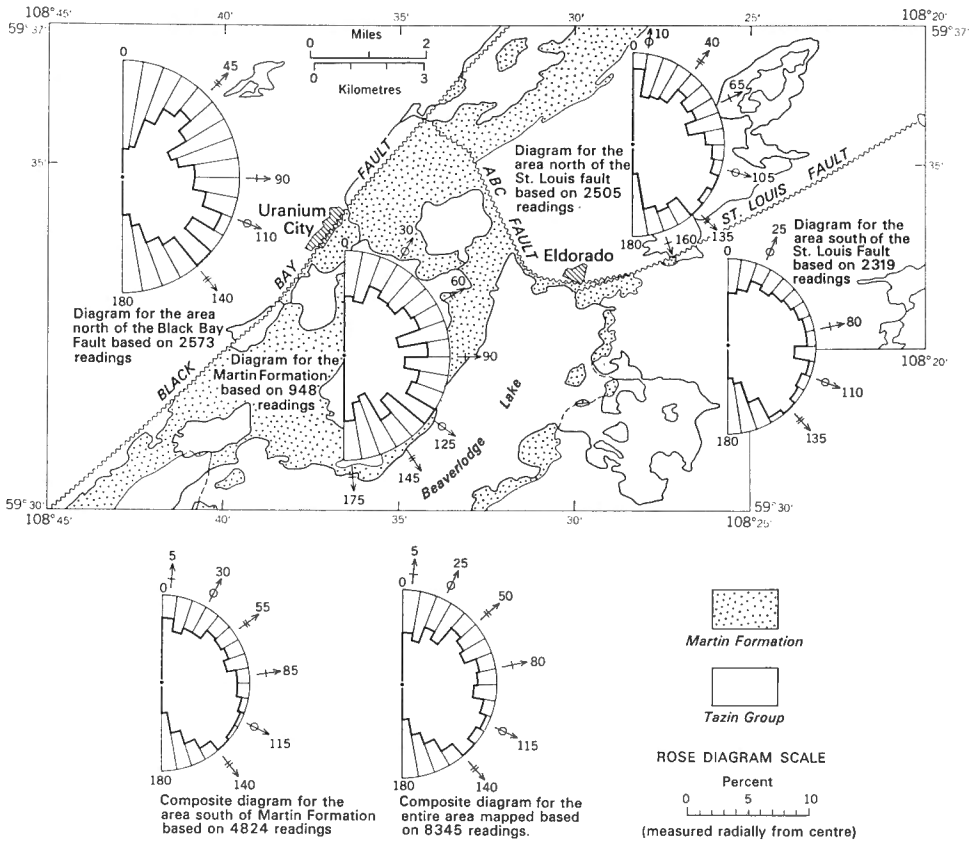 59° 37'
35'
30'
108° 20'
59° 37'
Miles
0
2
0
3
Kilometres
0
45
90
110
140
180
Diagram for the
area north of the Black Bay
Fault based on 2573
readings
35'
Uranium
City
BLACK
BAY
FAULT
ABC
FAULT
Diagram for the
area north of the
St. Louis fault
based on 2505
readings
0
10
40
65
105
135
160
180
ST. LOUIS FAULT
35'
Eldorado
Diagram for the
area south of the
St. Louis Fault
based on 2319
readings
0
25
80
110
135
180
108° 20'
Diagram for the
Martin Formation
based on 948
readings
0
30
60
90
125
145
175
Beaverlodge
Lake
59° 30'
108° 45'
40'
35'
30'
59° 30'
108° 25'
0
5
30
55
85
115
140
180
Composite diagram for the
area south of Martin Formation
based on 4824 readings
0
5
25
50
80
115
140
180
Composite diagram for the
entire area mapped based
on 8345 readings.
Martin Formation
Tazin Group
ROSE DIAGRAM SCALE
Percent
0 5 10
(measured radially from centre)